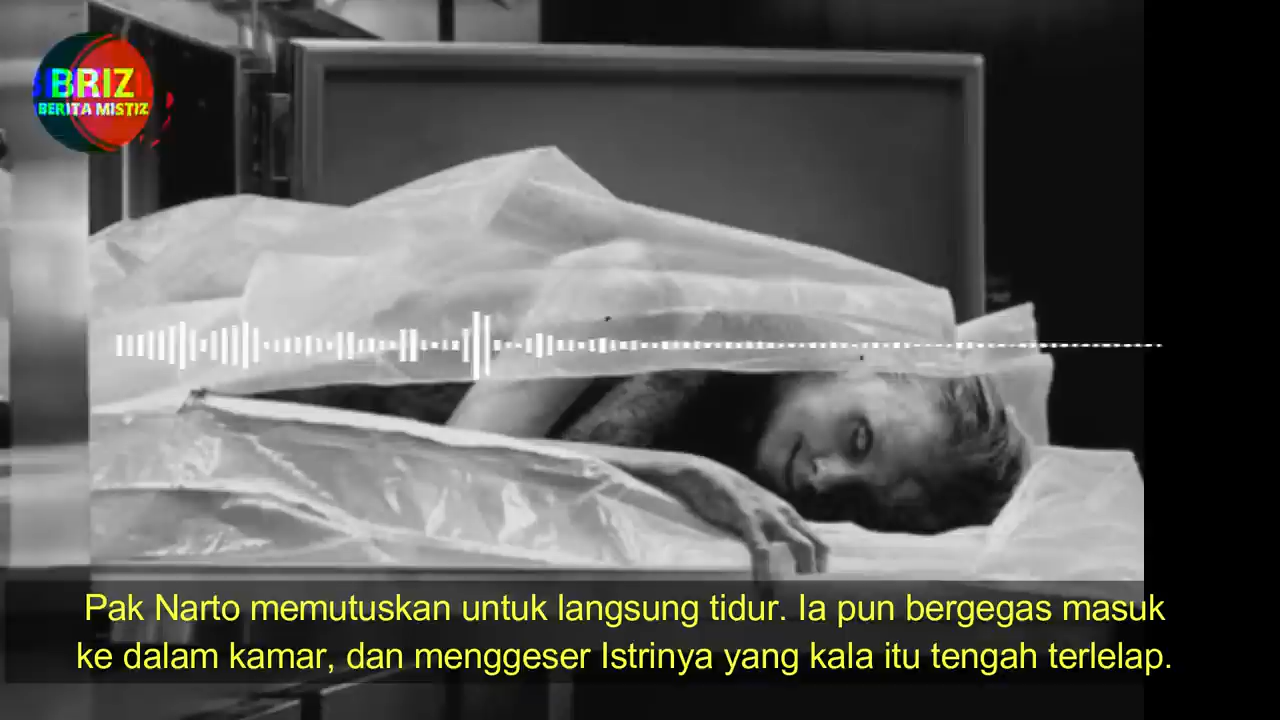 BRIZ
BERITA MISTIZ
Pak Narto memutuskan untuk langsung tidur. Ia pun bergegas masuk
ke dalam kamar, dan menggeser Istrinya yang kala itu tengah terlelap.